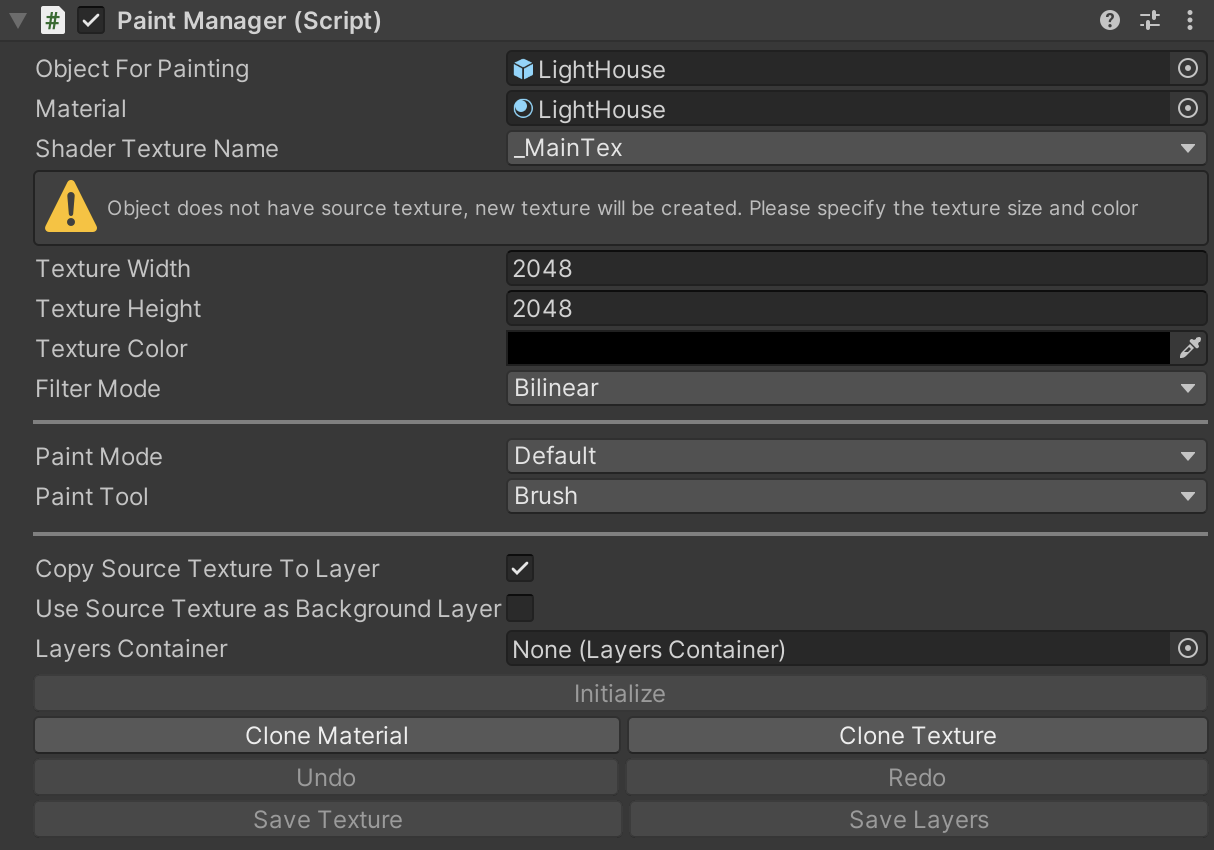 Paint Manager (Script)
Object For Painting LightHouse
Material LightHouse
Shader Texture Name _MainTex
Object does not have source texture, new texture will be created. Please specify the texture size and color
Texture Width 2048
Texture Height 2048
Texture Color
Filter Mode Bilinear
Paint Mode Default
Paint Tool Brush
Copy Source Texture To Layer
Use Source Texture as Background Layer
Layers Container None (Layers Container)
Initialize
Clone Material Clone Texture
Undo Redo
Save Texture Save Layers